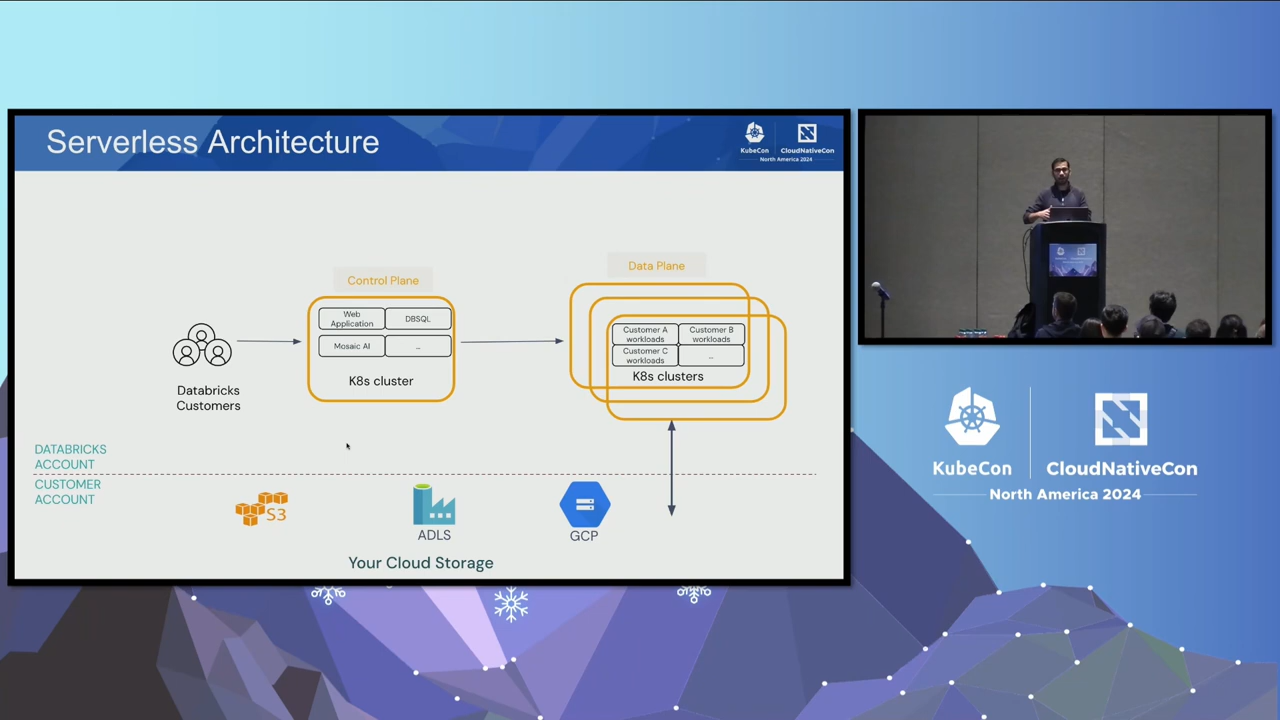 Serverless Architecture
KubeCon
CloudNativeCon
North America 2024
Control Plane
Web
Application
DBSQL
Mosaic AI
...
K8s cluster
Data Plane
Customer A
workloads
Customer B
workloads
Customer C
workloads
...
K8s clusters
Databricks
Customers
DATABRICKS
ACCOUNT
CUSTOMER
ACCOUNT
S3
ADLS
GCP
Your Cloud Storage
KubeCon
CloudNativeCon
North America 2024